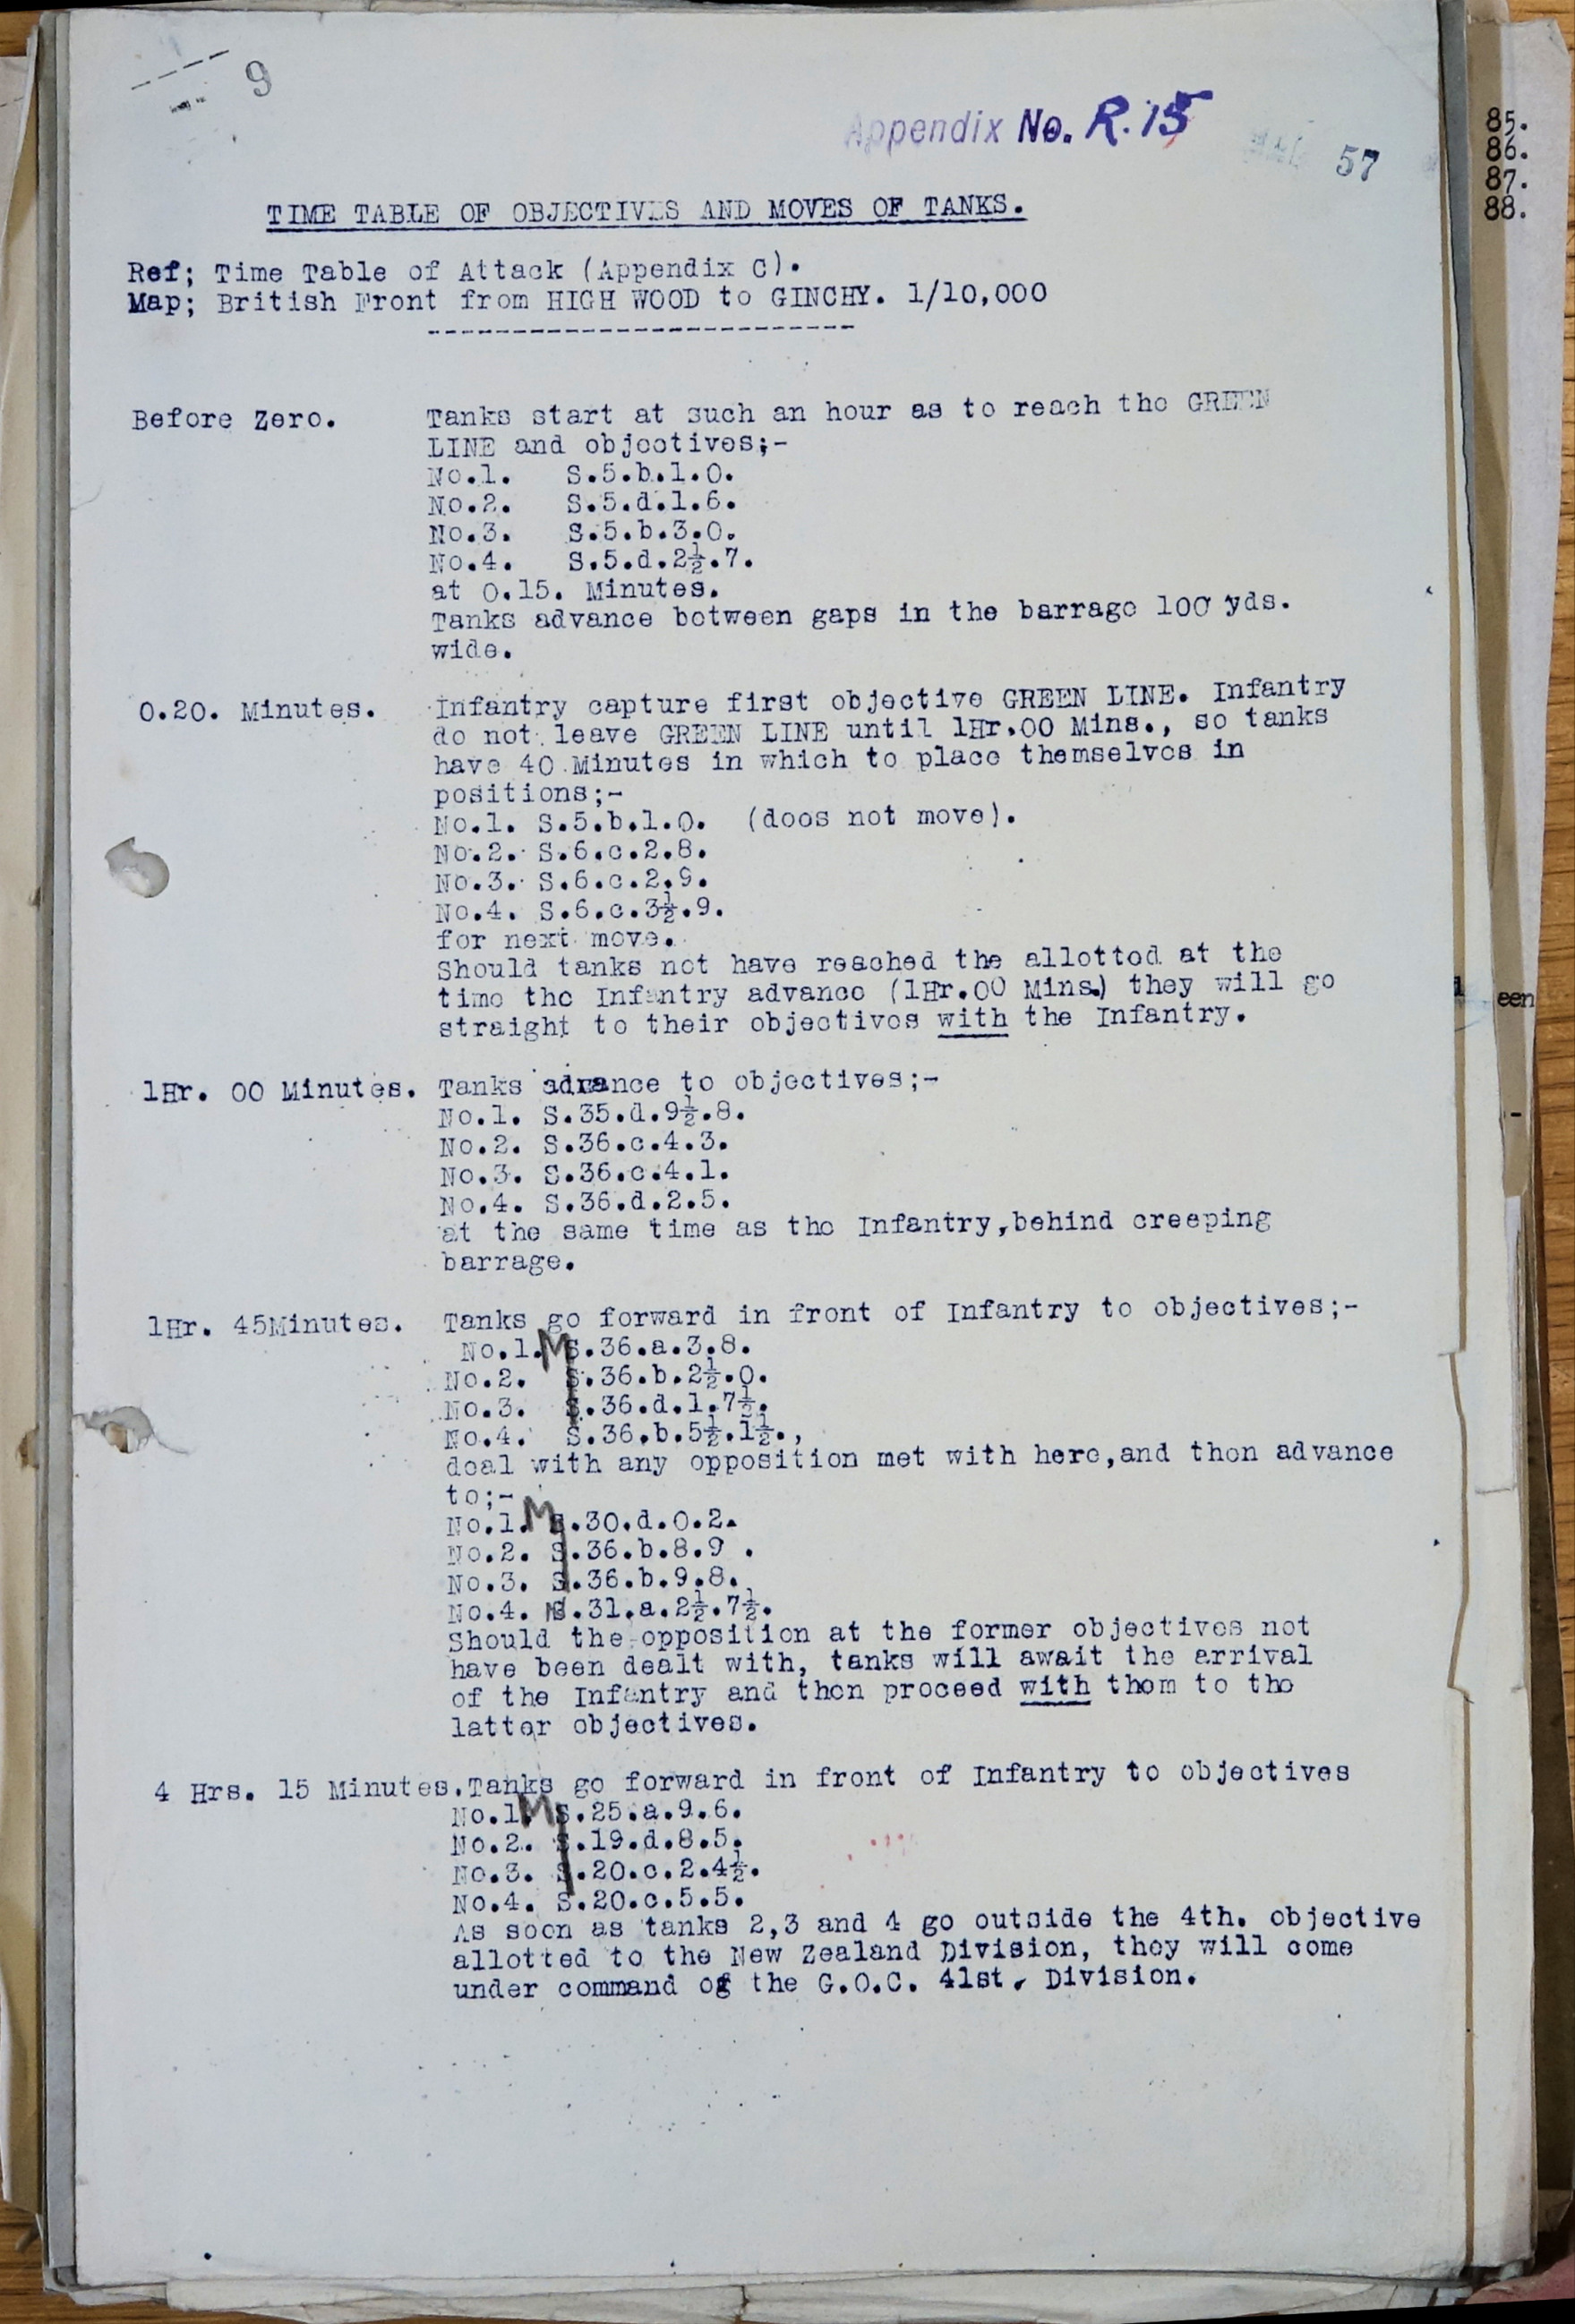 9
Appendix No. R.15
57
85.
86.
87.
88.
TIME TABLE OF OBJECTIVES AND MOVES OF TANKS.
Ref; Time Table of Attack (Appendix C).
Map; British Front from HIGH WOOD to GINCHY. 1/10,000
Before Zero. Tanks start at such an hour as to reach the GREEN
LINE and objectives;-
No.1. S.5.b.1.0.
No.2. S.5.d.1.6.
No.3. S.5.b.3.0.
No.4. S.5.d.2½.7.
at 0.15. Minutes.
Tanks advance between gaps in the barrage 100 yds.
wide.
0.20. Minutes. Infantry capture first objective GREEN LINE. Infantry
do not leave GREEN LINE until 1Hr.00 Mins., so tanks
have 40 Minutes in which to place themselves in
positions;-
No.1. S.5.b.1.0. (does not move).
No.2. S.6.c.2.8.
No.3. S.6.c.2.9.
No.4. S.6.c.3½.9.
for next move.
Should tanks not have reached the allotted at the
time the Infantry advance (1Hr.00 Mins.) they will go
straight to their objectives with the Infantry.
een
1Hr. 00 Minutes. Tanks advance to objectives;-
No.1. S.35.d.9½.8.
No.2. S.36.c.4.3.
No.3. S.36.c.4.1.
No.4. S.36.d.2.5.
at the same time as the Infantry,behind creeping
barrage.
1Hr. 45Minutes. Tanks go forward in front of Infantry to objectives;-
No.1. M S.36.a.3.8.
No.2. S.36.b.2½.0.
No.3. S.36.d.1.7½.
No.4. S.36.b.5½.1½.,
deal with any opposition met with here,and then advance
to;-
No.1. M S.30.d.0.2.
No.2. S.36.b.8.9 .
No.3. S.36.b.9.8.
No.4. .31.a.2½.7½.
Should the opposition at the former objectives not
have been dealt with, tanks will await the arrival
of the Infantry and then proceed with them to the
latter objectives.
4 Hrs. 15 Minutes.Tanks go forward in front of Infantry to objectives
No.1. M S.25.a.9.6.
No.2. S.19.d.8.5.
No.3. S.20.c.2.4½.
No.4. S.20.c.5.5.
As soon as tanks 2,3 and 4 go outside the 4th. objective
allotted to the New Zealand Division, they will come
under command of the G.O.C. 41st. Division.